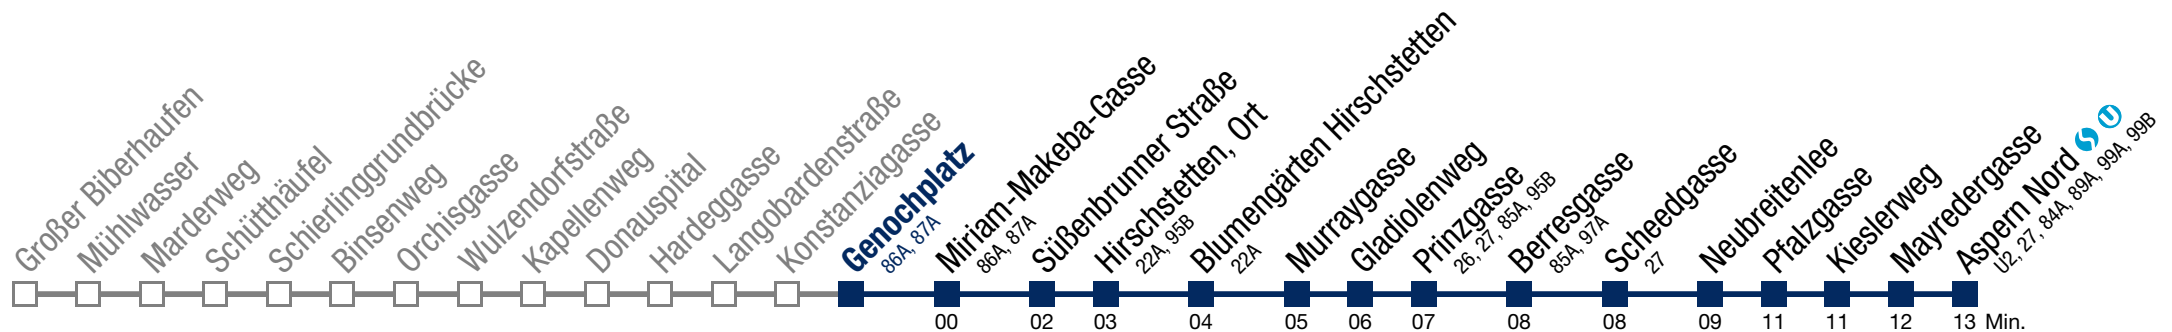 Großer Biberhaufen
Mühlwasser
Marderweg
Schütthäufel
Schierlinggrundbrücke
Binsenweg
Orchisgasse
Wulzendorfstraße
Kapellenweg
Donauspital
Hardeggasse
Langobardenstraße
Konstanziagasse
Genochplatz
86A, 87A
Miriam-Makeba-Gasse
86A, 87A
Süßenbrunner Straße
Hirschstetten, Ort
22A, 95B
Blumengärten Hirschstetten
22A
Murraygasse
Gladiolenweg
Prinzgasse
26, 27, 85A, 95B
Berresgasse
85A, 97A
Scheedgasse
27
Neubreitenlee
Pfalzgasse
Kieslerweg
Mayredergasse
Aspern Nord S U
U2, 27, 84A, 89A, 99A, 99B
00 02 03 04 05 06 07 08 08 09 11 11 12 13 Min.